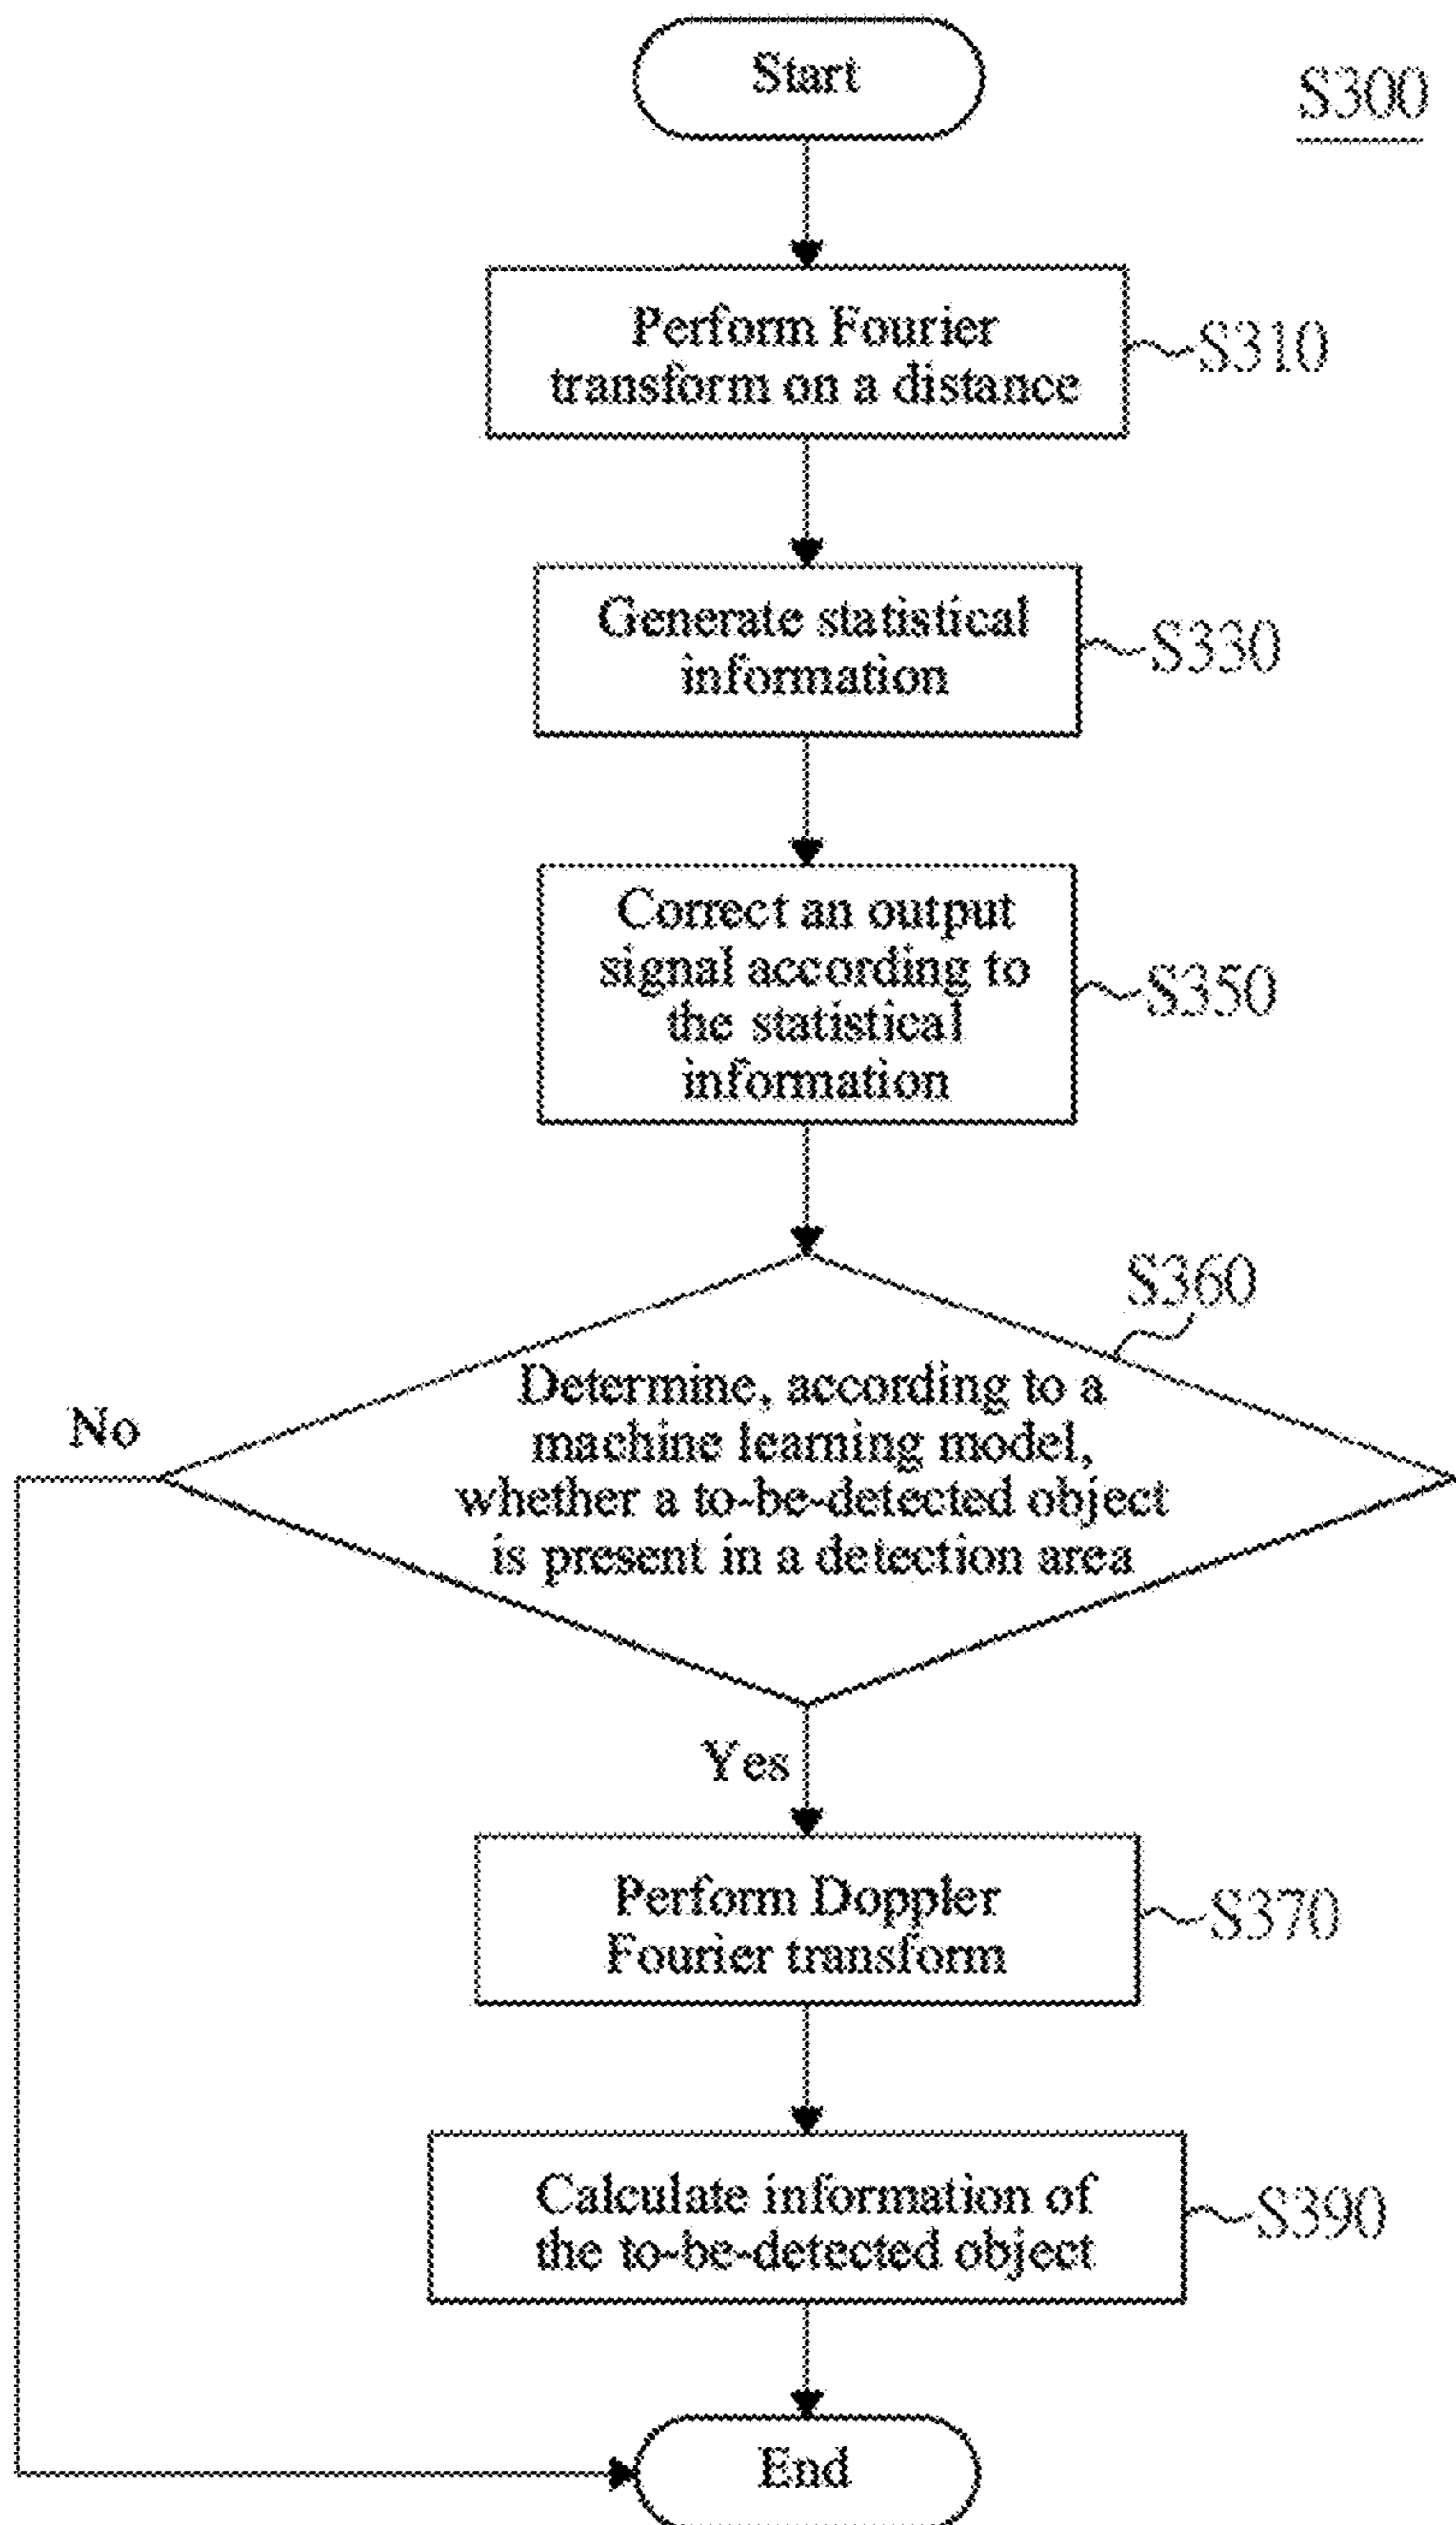 Start
S300
Perform Fourier
transform on a distance
S310
Generate statistical
information
S330
Correct an output
signal according to
the statistical
information
S350
S360
Determine, according to a
machine learning model,
whether a to-be-detected object
is present in a detection area
No
Yes
Perform Doppler
Fourier transform
S370
Calculate information of
the to-be-detected object
S390
End